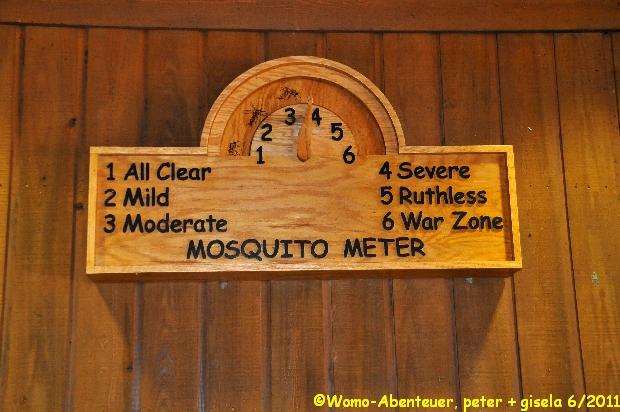 1 2 3 4 5 6
1 All Clear
2 Mild
3 Moderate
4 Severe
5 Ruthless
6 War Zone
MOSQUITO METER
©Womo-Abenteuer, peter + gisela 6/2011